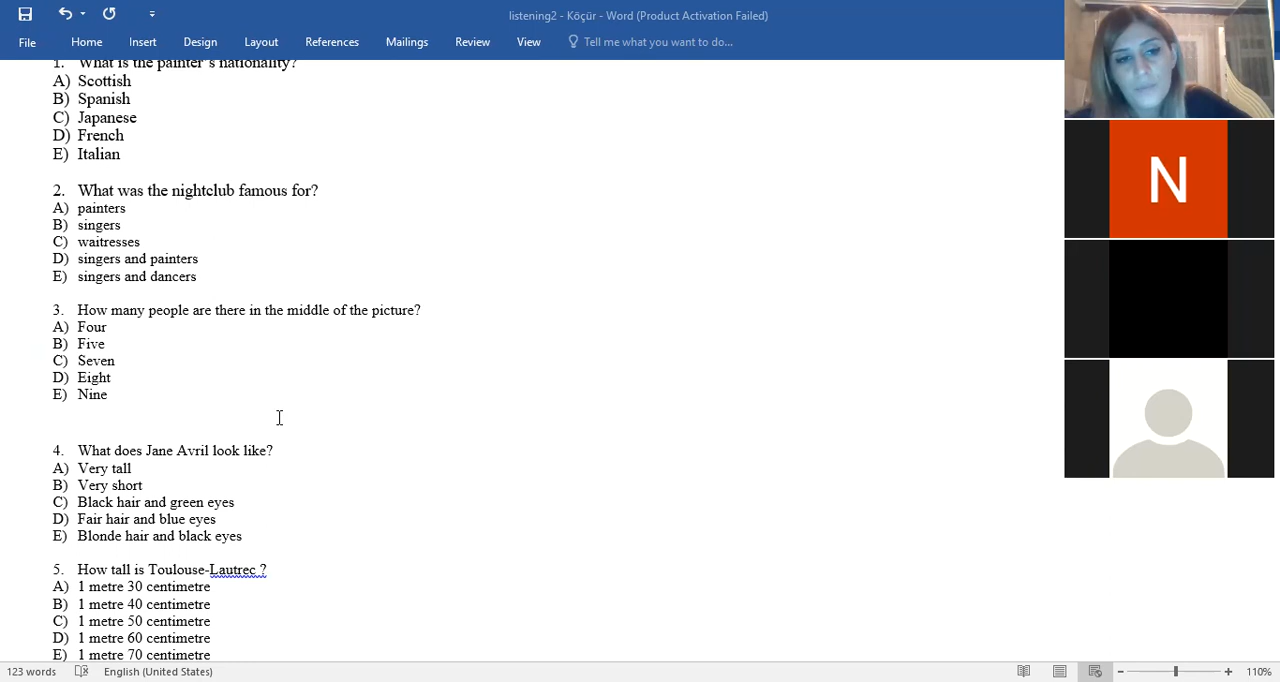 listening2 - Köçür - Word (Product Activation Failed)
File Home Insert Design Layout References Mailings Review View Tell me what you want to do...
1. What is the painter's nationality?
A) Scottish
B) Spanish
C) Japanese
D) French
E) Italian
2. What was the nightclub famous for?
A) painters
B) singers
C) waitresses
D) singers and painters
E) singers and dancers
3. How many people are there in the middle of the picture?
A) Four
B) Five
C) Seven
D) Eight
E) Nine
4. What does Jane Avril look like?
A) Very tall
B) Very short
C) Black hair and green eyes
D) Fair hair and blue eyes
E) Blonde hair and black eyes
5. How tall is Toulouse-Lautrec ?
A) 1 metre 30 centimetre
B) 1 metre 40 centimetre
C) 1 metre 50 centimetre
D) 1 metre 60 centimetre
E) 1 metre 70 centimetre
N
123 words English (United States) 110%